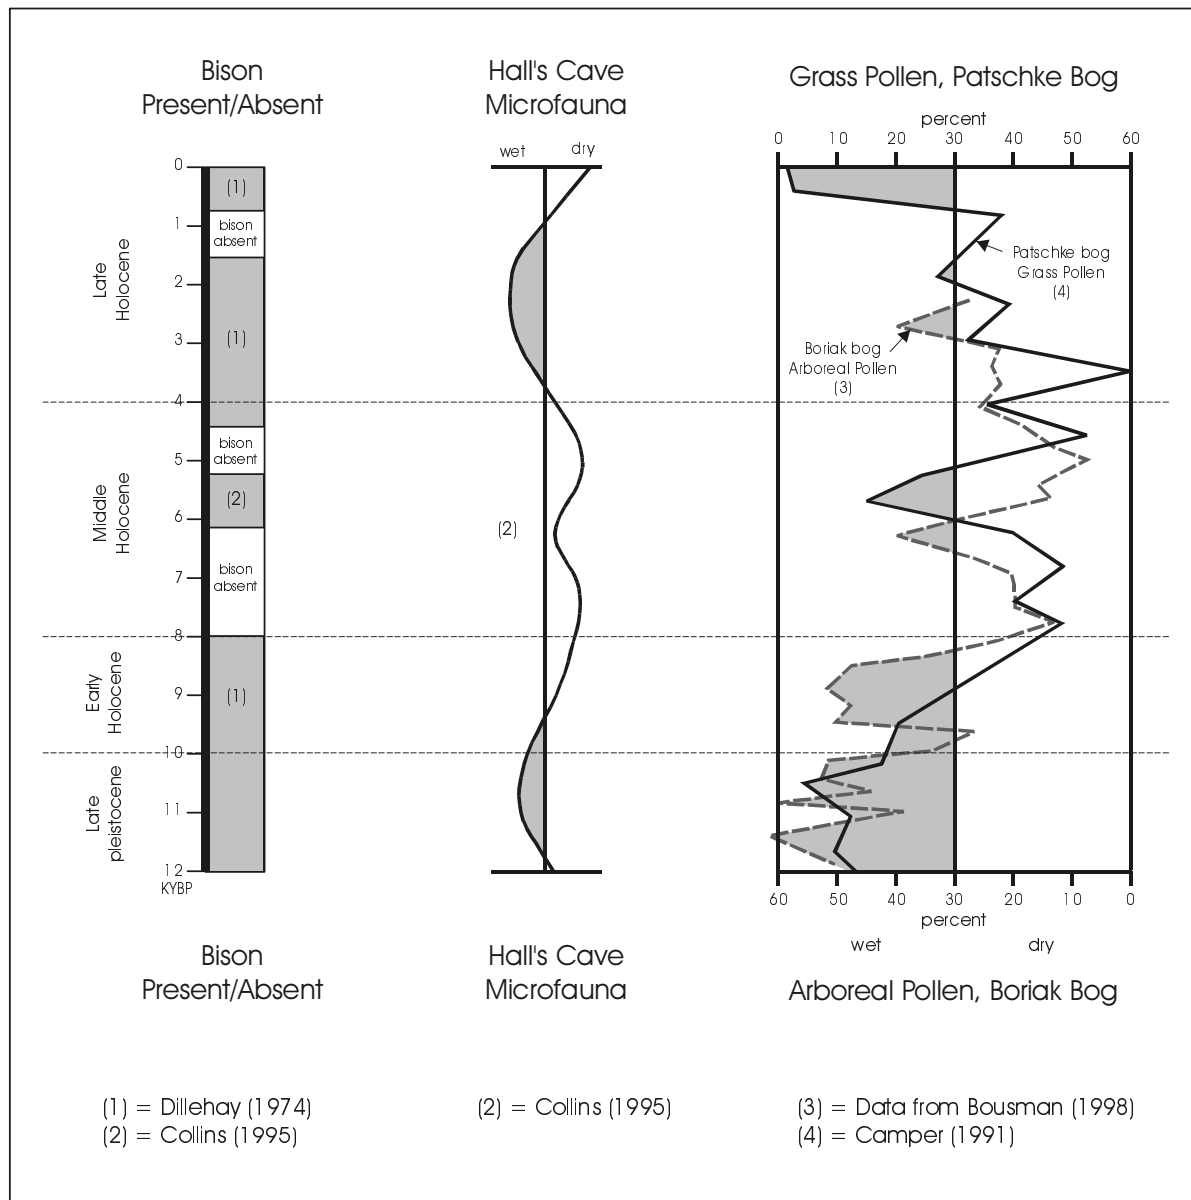 Bison
Present/Absent
Hall's Cave
Microfauna
Grass Pollen, Patschke Bog
percent
0 10 20 30 40 50 60
wet dry
0
1
2
3
4
5
6
7
8
9
10
11
12
KYBP
Late
Holocene
Middle
Holocene
Early
Holocene
Late
pleistocene
(1)
bison
absent
(1)
bison
absent
(2)
bison
absent
(1)
(2)
Patschke bog
Grass Pollen
(4)
Boriak bog
Arboreal Pollen
(3)
60 50 40 30 20 10 0
percent
wet dry
Bison
Present/Absent
Hall's Cave
Microfauna
Arboreal Pollen, Boriak Bog
(1) = Dillehay (1974)
(2) = Collins (1995)
(2) = Collins (1995)
(3) = Data from Bousman (1998)
(4) = Camper (1991)